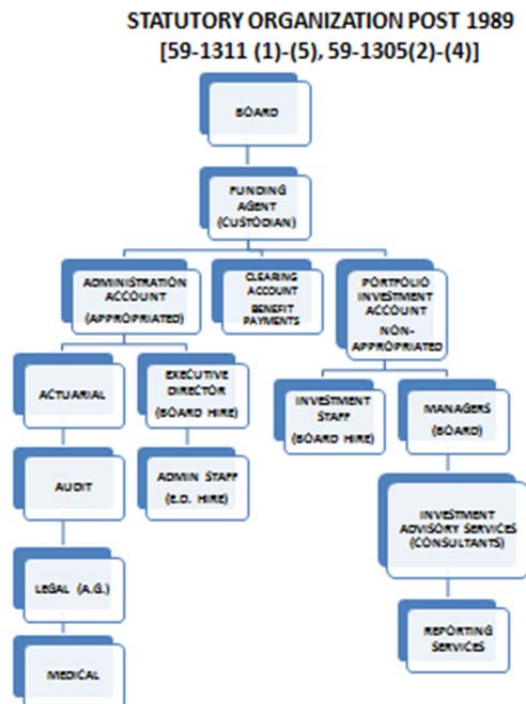 STATUTORY ORGANIZATION POST 1989
[59-1311 (1)-(5), 59-1305(2)-(4)]
BOARD
FUNDING
AGENT
(CUSTODIAN)
ADMINISTRATION
ACCOUNT
(APPROPRIATED)
CLEARING
ACCOUNT
BENEFIT
PAYMENTS
PORTFOLIO
INVESTMENT
ACCOUNT
NON-
APPROPRIATED
ACTUARIAL
EXECUTIVE
DIRECTOR
(BOARD HIRE)
INVESTMENT
STAFF
(BOARD HIRE)
MANAGERS
(BOARD)
AUDIT
ADMIN STAFF
(E.D. HIRE)
INVESTMENT
ADVISORY SERVICES
(CONSULTANTS)
LEGAL (A.G.)
REPORTING
SERVICES
MEDICAL